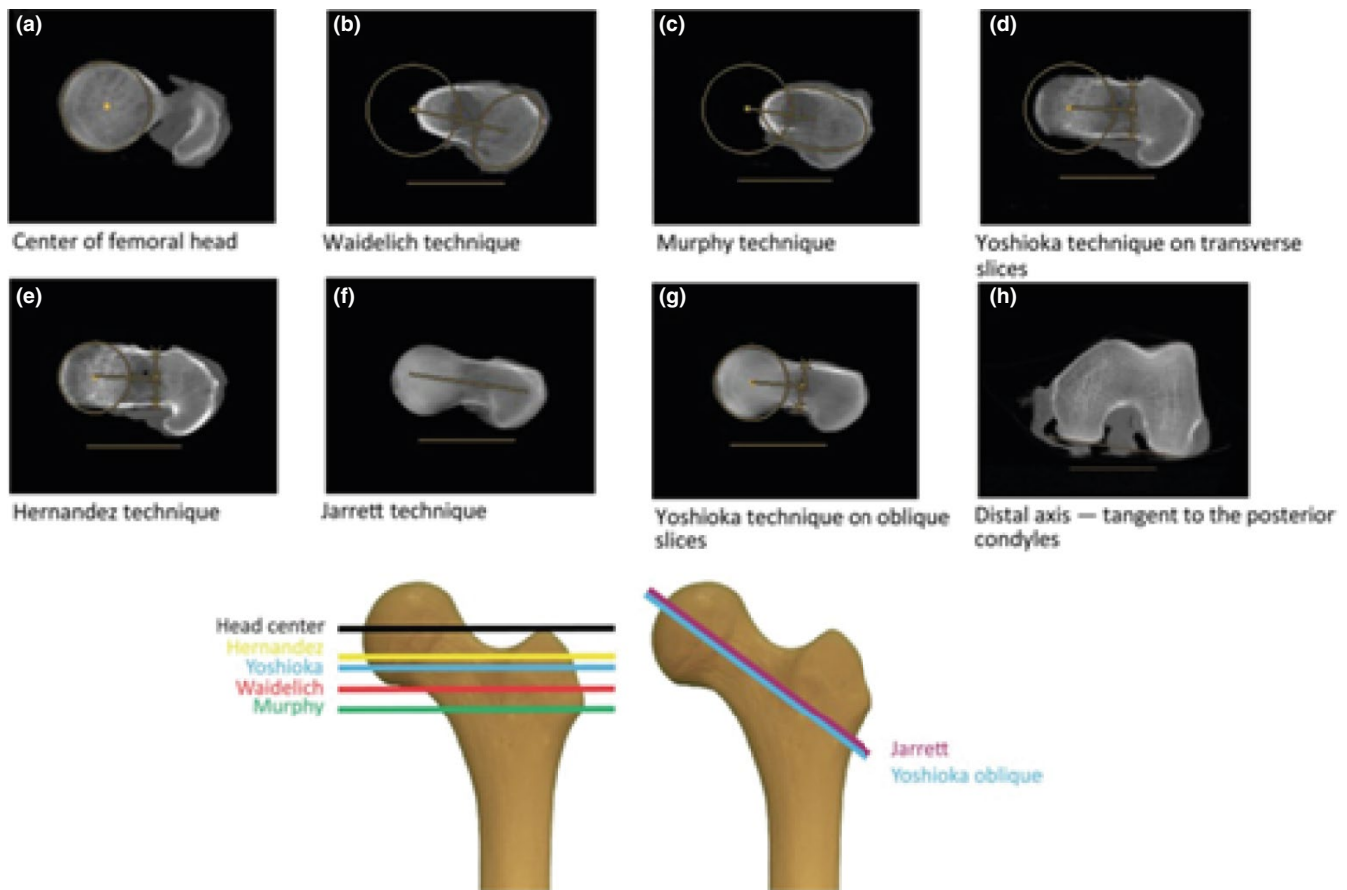 (a)
(b)
(c)
(d)
Center of femoral head
Waidelich technique
Murphy technique
Yoshioka technique on transverse
slices
(e)
(f)
(g)
(h)
Hernandez technique
Jarrett technique
Yoshioka technique on oblique
slices
Distal axis — tangent to the posterior
condyles
Head center
Hernandez
Yoshioka
Waidelich
Murphy
Jarrett
Yoshioka oblique